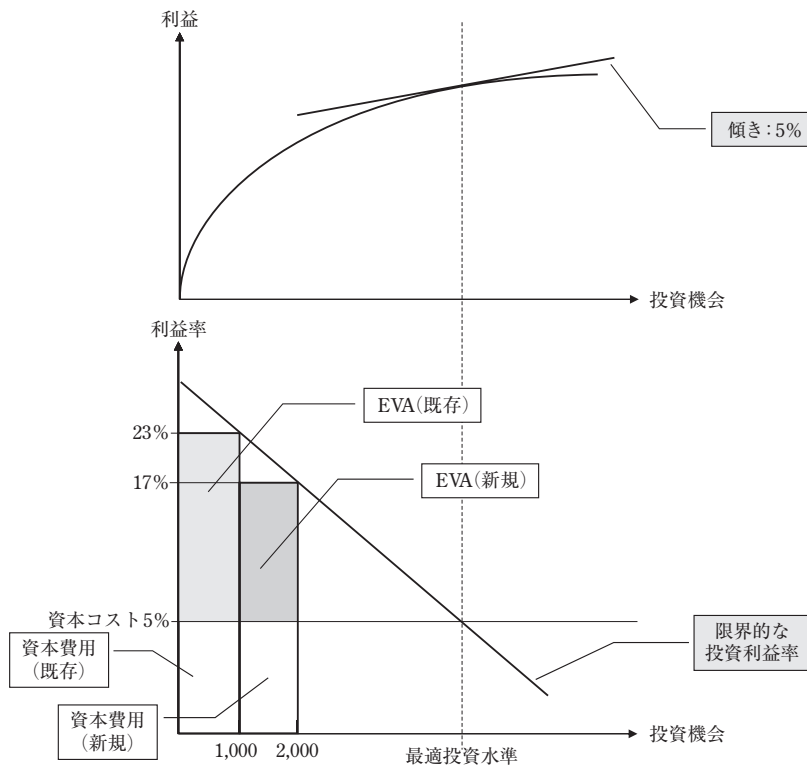 利益
傾き:5%
投資機会
利益率
EVA(既存)
23%
EVA(新規)
17%
資本コスト5%
資本費用
(既存)
限界的な
投資利益率
資本費用
(新規)
投資機会
1,000
2,000
最適投資水準